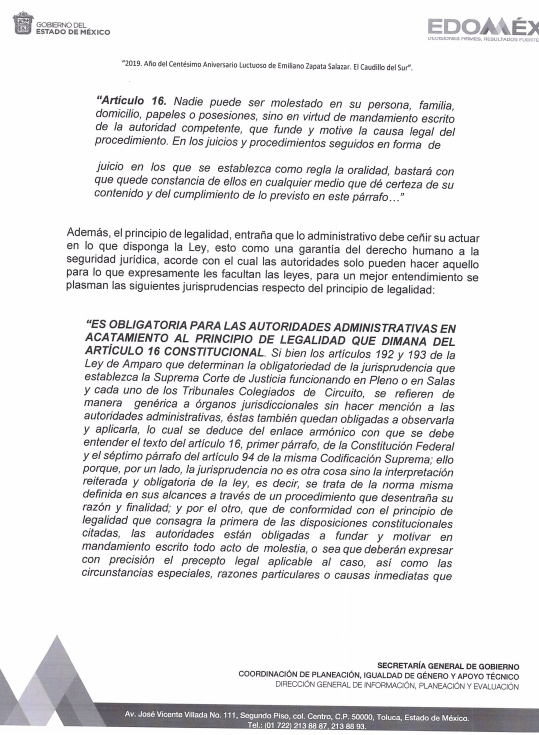 GOBIERNO DEL
ESTADO DE MÉXICO
EDOMÉX
DECISIONES FIRMES, RESULTADOS FUERTES
"2019. Año del Centésimo Aniversario Luctuoso de Emiliano Zapata Salazar. El Caudillo del Sur".
"Artículo 16. Nadie puede ser molestado en su persona, familia,
domicilio, papeles o posesiones, sino en virtud de mandamiento escrito
de la autoridad competente, que funde y motive la causa legal del
procedimiento. En los juicios y procedimientos seguidos en forma de
juicio en los que se establezca como regla la oralidad, bastará con
que quede constancia de ellos en cualquier medio que dé certeza de su
contenido y del cumplimiento de lo previsto en este párrafo…"
Además, el principio de legalidad, entraña que lo administrativo debe ceñir su actuar
en lo que disponga la Ley, esto como una garantía del derecho humano a la
seguridad jurídica, acorde con el cual las autoridades solo pueden hacer aquello
para lo que expresamente les facultan las leyes, para un mejor entendimiento se
plasman las siguientes jurisprudencias respecto del principio de legalidad:
"ES OBLIGATORIA PARA LAS AUTORIDADES ADMINISTRATIVAS EN
ACATAMIENTO AL PRINCIPIO DE LEGALIDAD QUE DIMANA DEL
ARTÍCULO 16 CONSTITUCIONAL. Si bien los artículos 192 y 193 de la
Ley de Amparo que determinan la obligatoriedad de la jurisprudencia que
establezca la Suprema Corte de Justicia funcionando en Pleno o en Salas
y cada uno de los Tribunales Colegiados de Circuito, se refieren de
manera genérica a órganos jurisdiccionales sin hacer mención a las
autoridades administrativas, éstas también quedan obligadas a observarla
y aplicarla, lo cual se deduce del enlace armónico con que se debe
entender el texto del artículo 16, primer párrafo, de la Constitución Federal
y el séptimo párrafo del artículo 94 de la misma Codificación Suprema; ello
porque, por un lado, la jurisprudencia no es otra cosa sino la interpretación
reiterada y obligatoria de la ley, es decir, se trata de la norma misma
definida en sus alcances a través de un procedimiento que desentraña su
razón y finalidad; y por el otro, que de conformidad con el principio de
legalidad que consagra la primera de las disposiciones constitucionales
citadas, las autoridades están obligadas a fundar y motivar en
mandamiento escrito todo acto de molestia, o sea que deberán expresar
con precisión el precepto legal aplicable al caso, así como las
circunstancias especiales, razones particulares o causas inmediatas que
SECRETARÍA GENERAL DE GOBIERNO
COORDINACIÓN DE PLANEACIÓN, IGUALDAD DE GÉNERO Y APOYO TÉCNICO
DIRECCIÓN GENERAL DE INFORMACIÓN, PLANEACIÓN Y EVALUACIÓN
Av. José Vicente Villada No. 111, Segundo Piso, col. Centro, C.P. 50000, Toluca, Estado de México.
Tel.: (01 722) 213 88 87, 213 88 93.